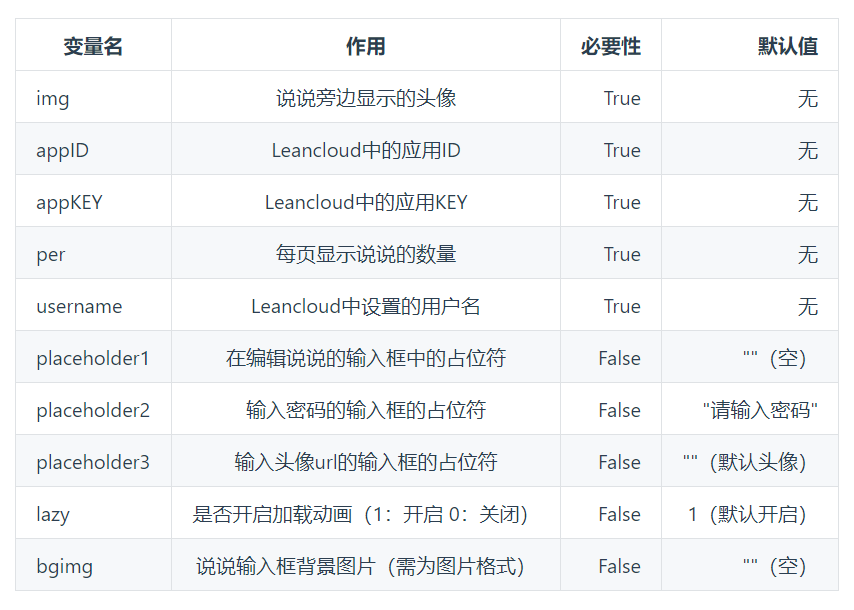 变量名 作用 必要性 默认值
img 说说旁边显示的头像 True 无
appID Leancloud中的应用ID True 无
appKEY Leancloud中的应用KEY True 无
per 每页显示说说的数量 True 无
username Leancloud中设置的用户名 True 无
placeholder1 在编辑说说的输入框中的占位符 False ""（空）
placeholder2 输入密码的输入框的占位符 False "请输入密码"
placeholder3 输入头像url的输入框的占位符 False ""（默认头像）
lazy 是否开启加载动画（1：开启 0：关闭） False 1（默认开启）
bgimg 说说输入框背景图片（需为图片格式） False ""（空）